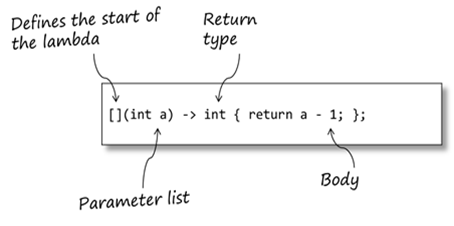 Defines the start of
the lambda
Return
type
[](int a) -> int { return a - 1; };
Parameter list
Body